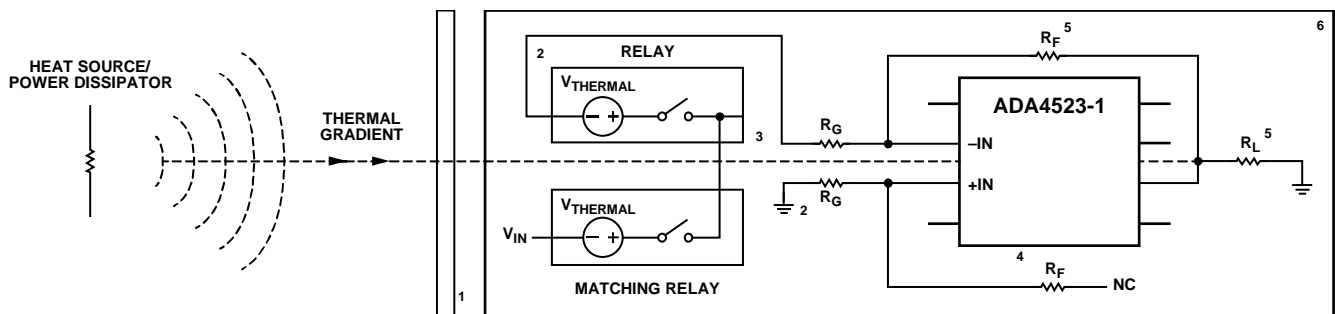 HEAT SOURCE/
POWER DISSIPATOR
THERMAL
GRADIENT
1
2
RELAY
VTHERMAL
3
VTHERMAL
VIN
MATCHING RELAY
RG
RG
2
RF 5
6
ADA4523-1
–IN
+IN
4
RL 5
RF
NC